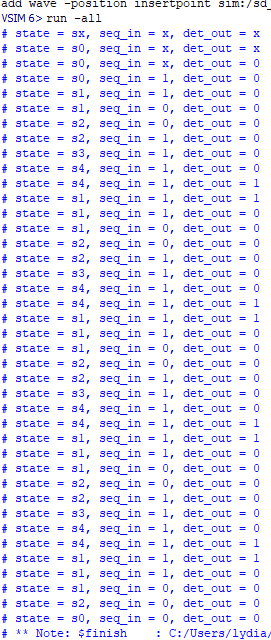 add wave -position insertpoint sim:/sd_
VSIM 6> run -all
# state = sx, seq_in = x, det_out = x
# state = s0, seq_in = x, det_out = x
# state = s0, seq_in = x, det_out = 0
# state = s0, seq_in = 1, det_out = 0
# state = s1, seq_in = 1, det_out = 0
# state = s1, seq_in = 0, det_out = 0
# state = s2, seq_in = 0, det_out = 0
# state = s2, seq_in = 1, det_out = 0
# state = s3, seq_in = 1, det_out = 0
# state = s4, seq_in = 1, det_out = 0
# state = s4, seq_in = 1, det_out = 1
# state = s1, seq_in = 1, det_out = 1
# state = s1, seq_in = 1, det_out = 0
# state = s1, seq_in = 0, det_out = 0
# state = s2, seq_in = 0, det_out = 0
# state = s2, seq_in = 1, det_out = 0
# state = s3, seq_in = 1, det_out = 0
# state = s4, seq_in = 1, det_out = 0
# state = s4, seq_in = 1, det_out = 1
# state = s1, seq_in = 1, det_out = 1
# state = s1, seq_in = 1, det_out = 0
# state = s1, seq_in = 0, det_out = 0
# state = s2, seq_in = 0, det_out = 0
# state = s2, seq_in = 1, det_out = 0
# state = s3, seq_in = 1, det_out = 0
# state = s4, seq_in = 1, det_out = 0
# state = s4, seq_in = 1, det_out = 1
# state = s1, seq_in = 1, det_out = 1
# state = s1, seq_in = 1, det_out = 0
# state = s1, seq_in = 0, det_out = 0
# state = s2, seq_in = 0, det_out = 0
# state = s2, seq_in = 1, det_out = 0
# state = s3, seq_in = 1, det_out = 0
# state = s4, seq_in = 1, det_out = 0
# state = s4, seq_in = 1, det_out = 1
# state = s1, seq_in = 1, det_out = 1
# state = s1, seq_in = 1, det_out = 0
# state = s1, seq_in = 0, det_out = 0
# state = s2, seq_in = 0, det_out = 0
# state = s0, seq_in = 0, det_out = 0
# ** Note: $finish : C:/Users/lydia/